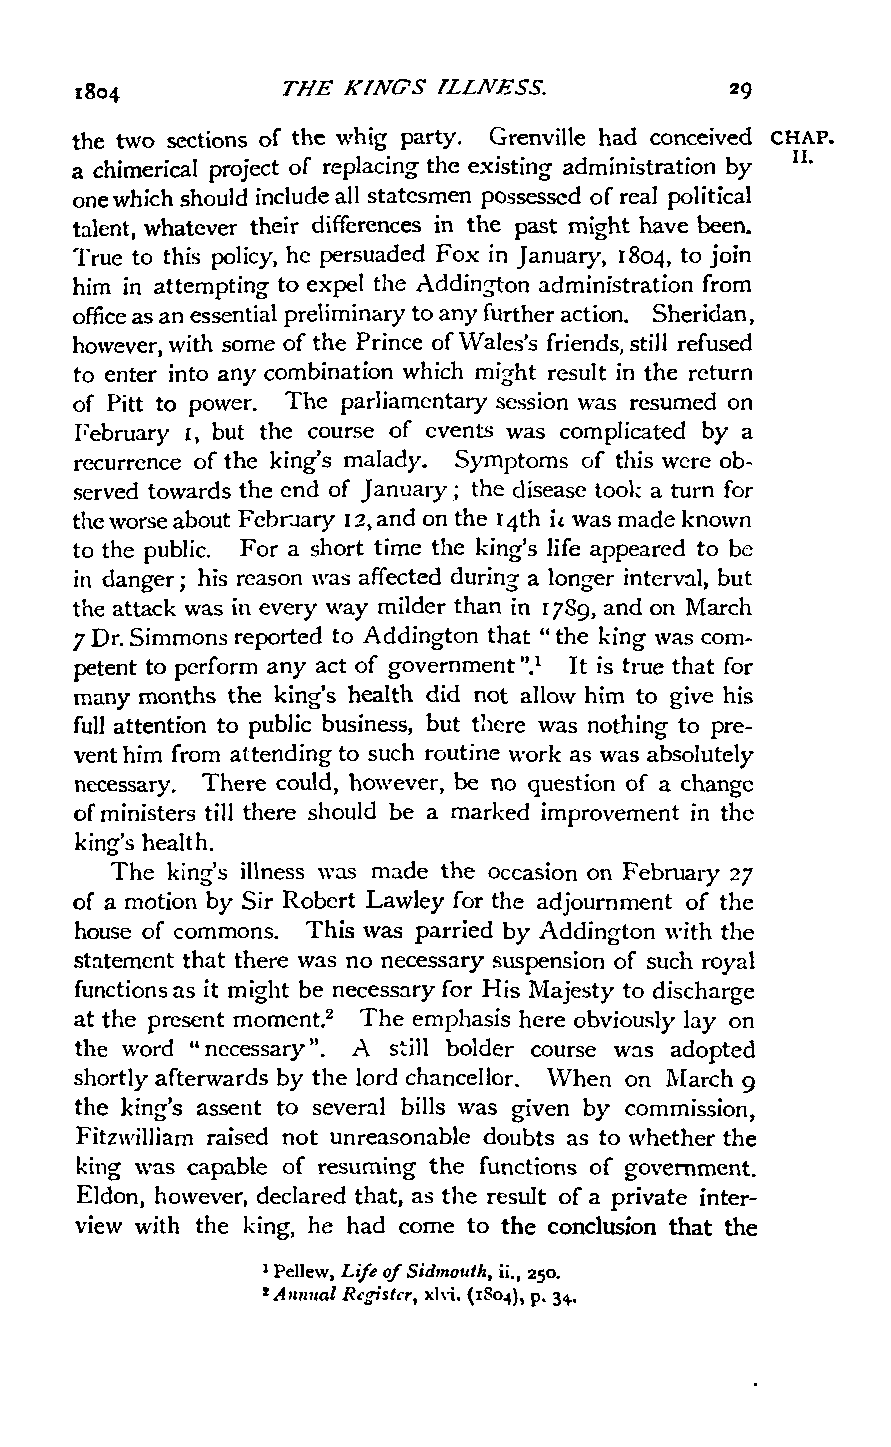 1804 THE KING'S ILLNESS. 29
the two sections of the whig party. Grenville had conceived CHAP.
a chimerical project of replacing the existing administration by II.
one which should include all statesmen possessed of real political
talent, whatever their differences in the past might have been.
True to this policy, he persuaded Fox in January, 1804, to join
him in attempting to expel the Addington administration from
office as an essential preliminary to any further action. Sheridan,
however, with some of the Prince of Wales's friends, still refused
to enter into any combination which might result in the return
of Pitt to power. The parliamentary session was resumed on
February 1, but the course of events was complicated by a
recurrence of the king's malady. Symptoms of this were ob-
served towards the end of January; the disease took a turn for
the worse about February 12, and on the 14th it was made known
to the public. For a short time the king's life appeared to be
in danger; his reason was affected during a longer interval, but
the attack was in every way milder than in 1789, and on March
7 Dr. Simmons reported to Addington that "the king was com-
petent to perform any act of government".¹ It is true that for
many months the king's health did not allow him to give his
full attention to public business, but there was nothing to pre-
vent him from attending to such routine work as was absolutely
necessary. There could, however, be no question of a change
of ministers till there should be a marked improvement in the
king's health.
The king's illness was made the occasion on February 27
of a motion by Sir Robert Lawley for the adjournment of the
house of commons. This was parried by Addington with the
statement that there was no necessary suspension of such royal
functions as it might be necessary for His Majesty to discharge
at the present moment.² The emphasis here obviously lay on
the word "necessary". A still bolder course was adopted
shortly afterwards by the lord chancellor. When on March 9
the king's assent to several bills was given by commission,
Fitzwilliam raised not unreasonable doubts as to whether the
king was capable of resuming the functions of government.
Eldon, however, declared that, as the result of a private inter-
view with the king, he had come to the conclusion that the
¹ Pellew, Life of Sidmouth, ii., 250.
² Annual Register, xlvi. (1804), p. 34.